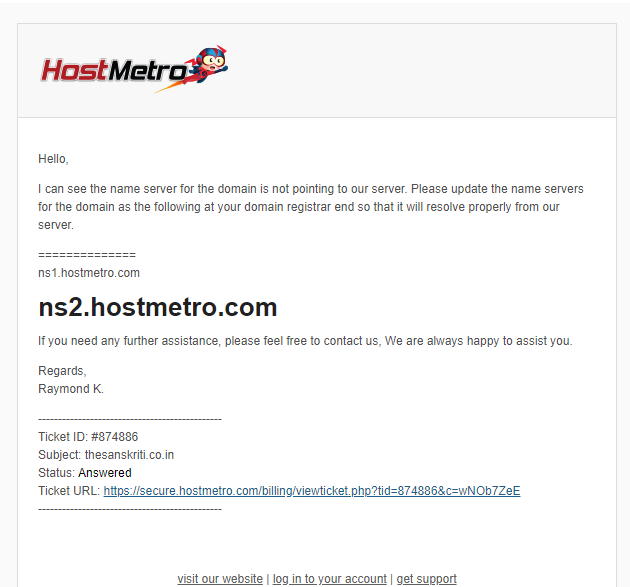 HostMetro
Hello,
I can see the name server for the domain is not pointing to our server. Please update the name servers
for the domain as the following at your domain registrar end so that it will resolve properly from our
server.
==============
ns1.hostmetro.com
ns2.hostmetro.com
If you need any further assistance, please feel free to contact us, We are always happy to assist you.
Regards,
Raymond K.
----------------------------------------------
Ticket ID: #874886
Subject: thesanskriti.co.in
Status: Answered
Ticket URL: https://secure.hostmetro.com/billing/viewticket.php?tid=874886&c=wNOb7ZeE
----------------------------------------------
visit our website | log in to your account | get support